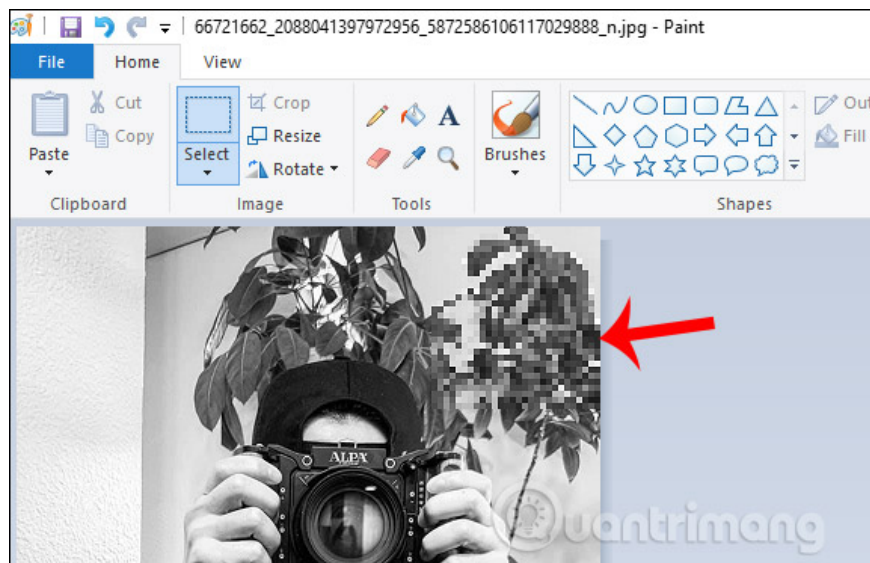 66721662_2088041397972956_5872586106117029888_n.jpg - Paint
File Home View
Cut
Copy
Paste
Clipboard
Select
Crop
Resize
Rotate
Image
A
Tools
Brushes
Out
Fill
Shapes
ALPA
uantrimang